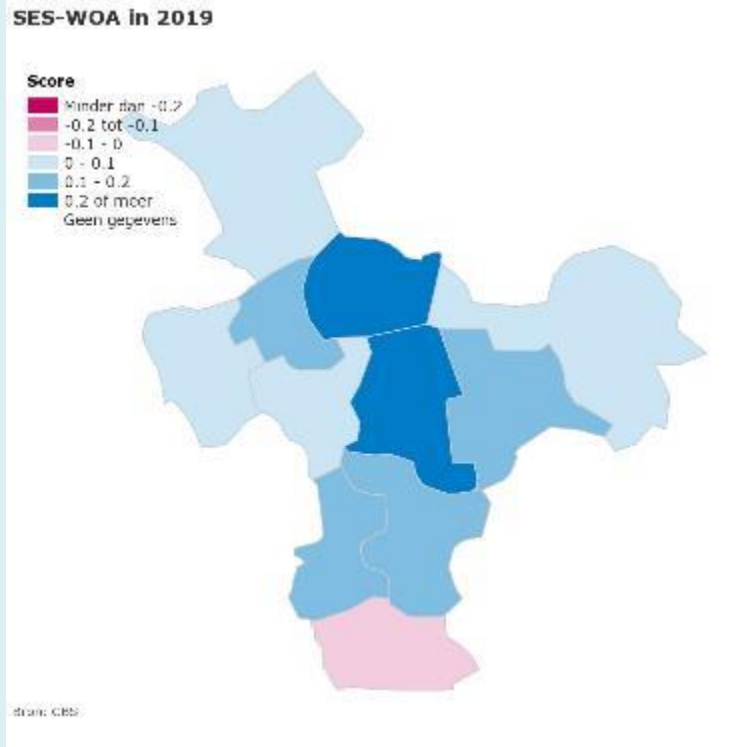 SES-WOA in 2019
Score
Minder dan -0.2
-0.2 tot -0.1
-0.1 - 0
0 - 0.1
0.1 - 0.2
0.2 of meer
Geen gegevens
Bron: CBS